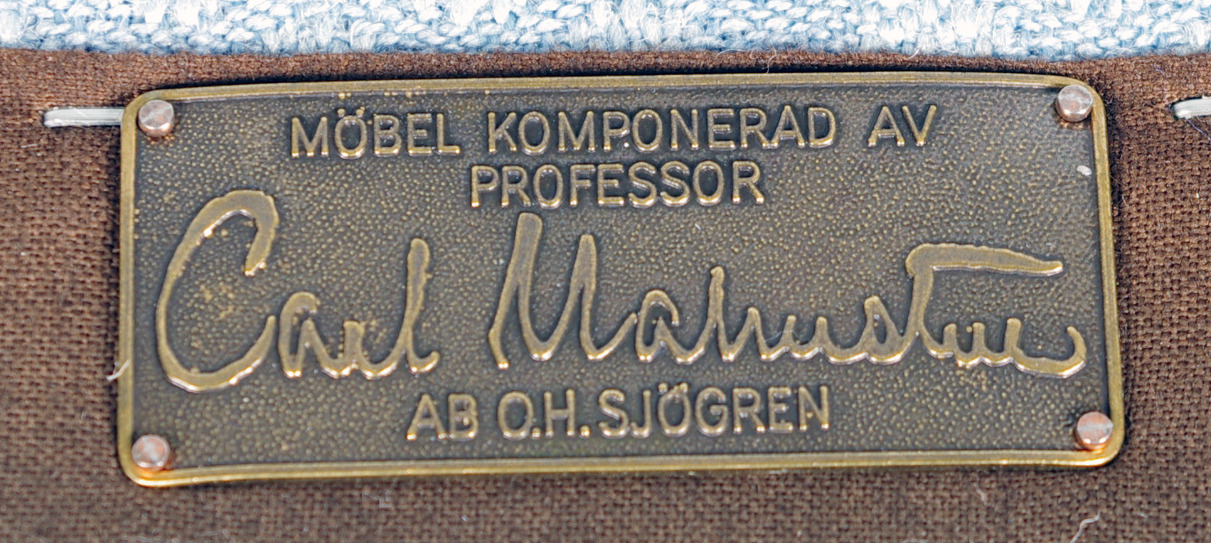 MÖBEL KOMPONERAD AV
PROFESSOR
Carl Malmsten
AB O.H. SJÖGREN